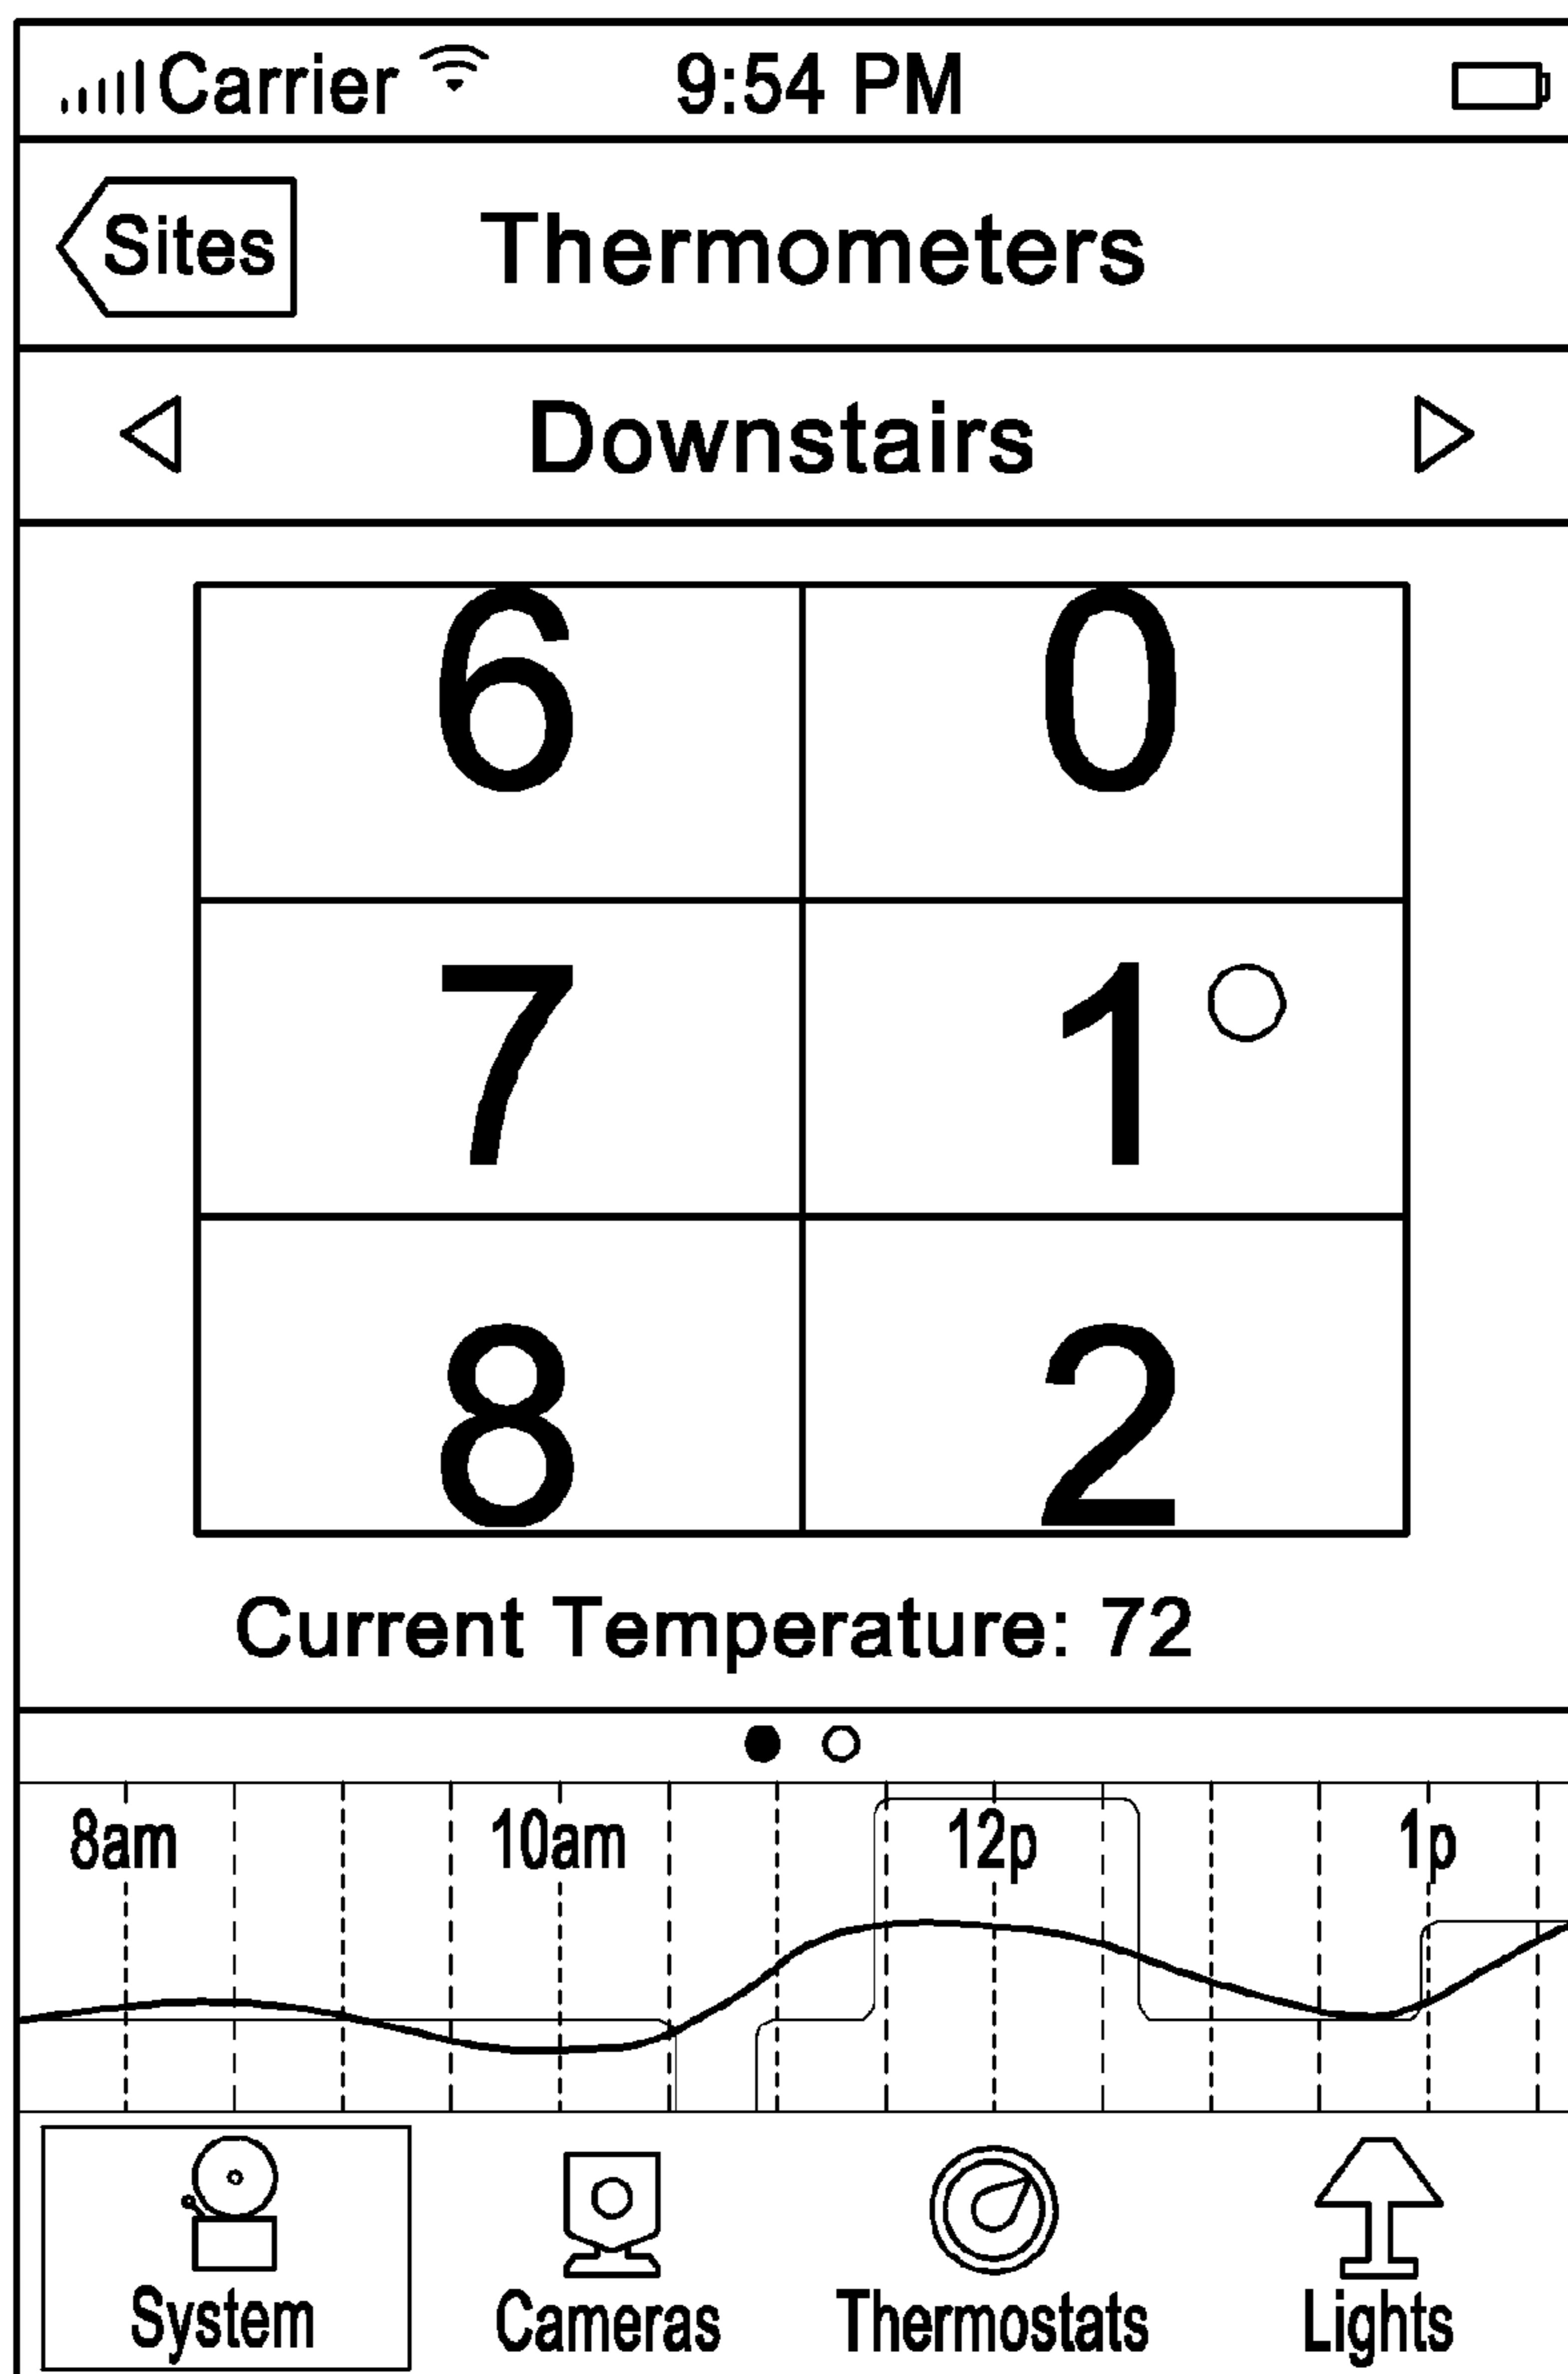 Carrier 9:54 PM
Sites Thermometers
Downstairs
6 0
7 1°
8 2
Current Temperature: 72
8am 10am 12p 1p
System Cameras Thermostats Lights